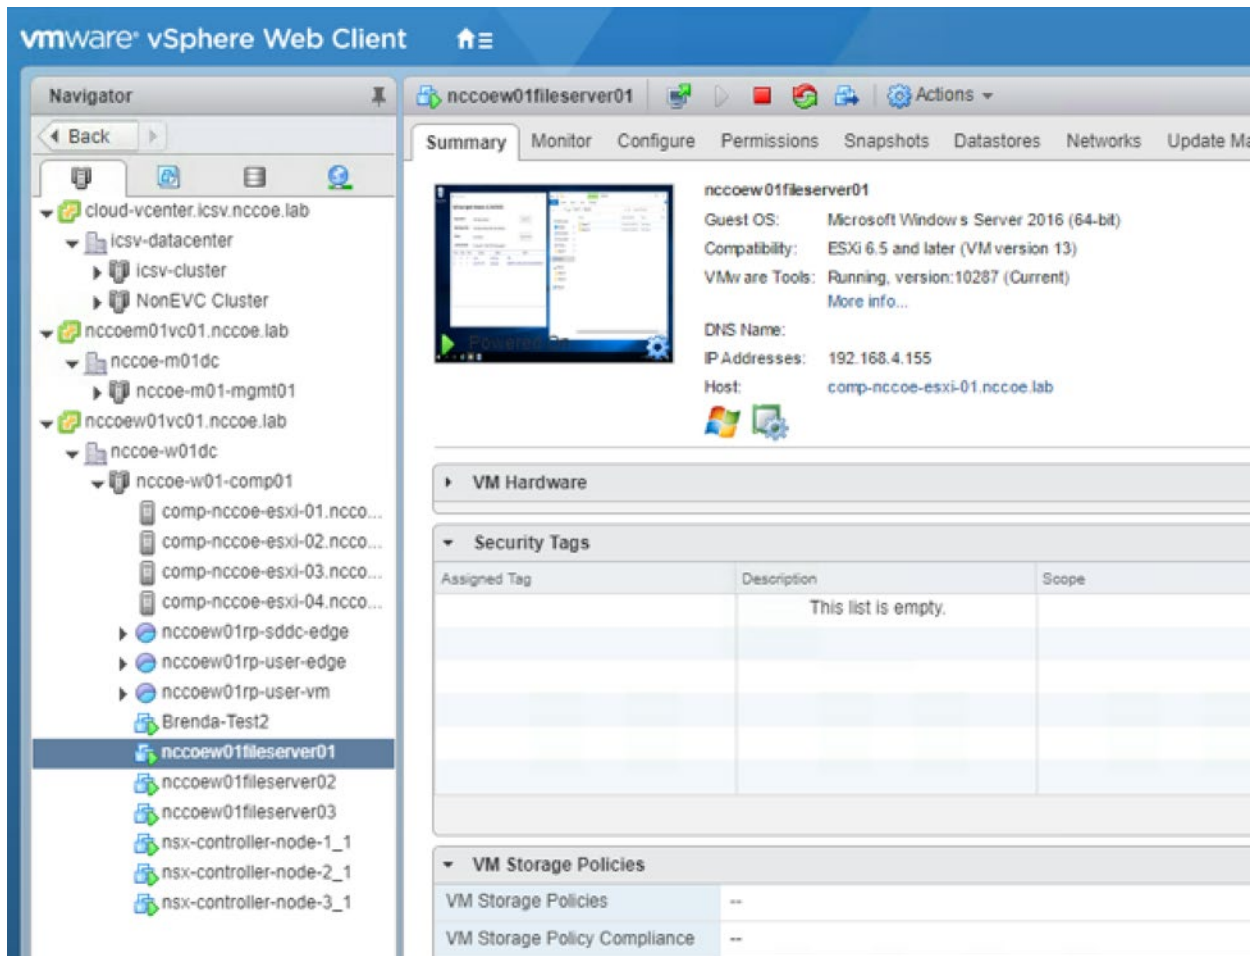 vmware® vSphere Web Client
Navigator
Back
cloud-vcenter.icsv.nccoe.lab
icsv-datacenter
icsv-cluster
NonEVC Cluster
nccoem01vc01.nccoe.lab
nccoe-m01dc
nccoe-m01-mgmt01
nccoew01vc01.nccoe.lab
nccoe-w01dc
nccoe-w01-comp01
comp-nccoe-esxi-01.ncco...
comp-nccoe-esxi-02.ncco...
comp-nccoe-esxi-03.ncco...
comp-nccoe-esxi-04.ncco...
nccoew01rp-sddc-edge
nccoew01rp-user-edge
nccoew01rp-user-vm
Brenda-Test2
nccoew01fileserver01
nccoew01fileserver02
nccoew01fileserver03
nsx-controller-node-1_1
nsx-controller-node-2_1
nsx-controller-node-3_1
nccoew01fileserver01 Actions
Summary Monitor Configure Permissions Snapshots Datastores Networks Update Ma
Powered On
nccoew01fileserver01
Guest OS: Microsoft Windows Server 2016 (64-bit)
Compatibility: ESXi 6.5 and later (VM version 13)
VMware Tools: Running, version:10287 (Current)
More info...
DNS Name:
IP Addresses: 192.168.4.155
Host: comp-nccoe-esxi-01.nccoe.lab
VM Hardware
Security Tags
Assigned Tag Description Scope
This list is empty.
VM Storage Policies
VM Storage Policies --
VM Storage Policy Compliance --